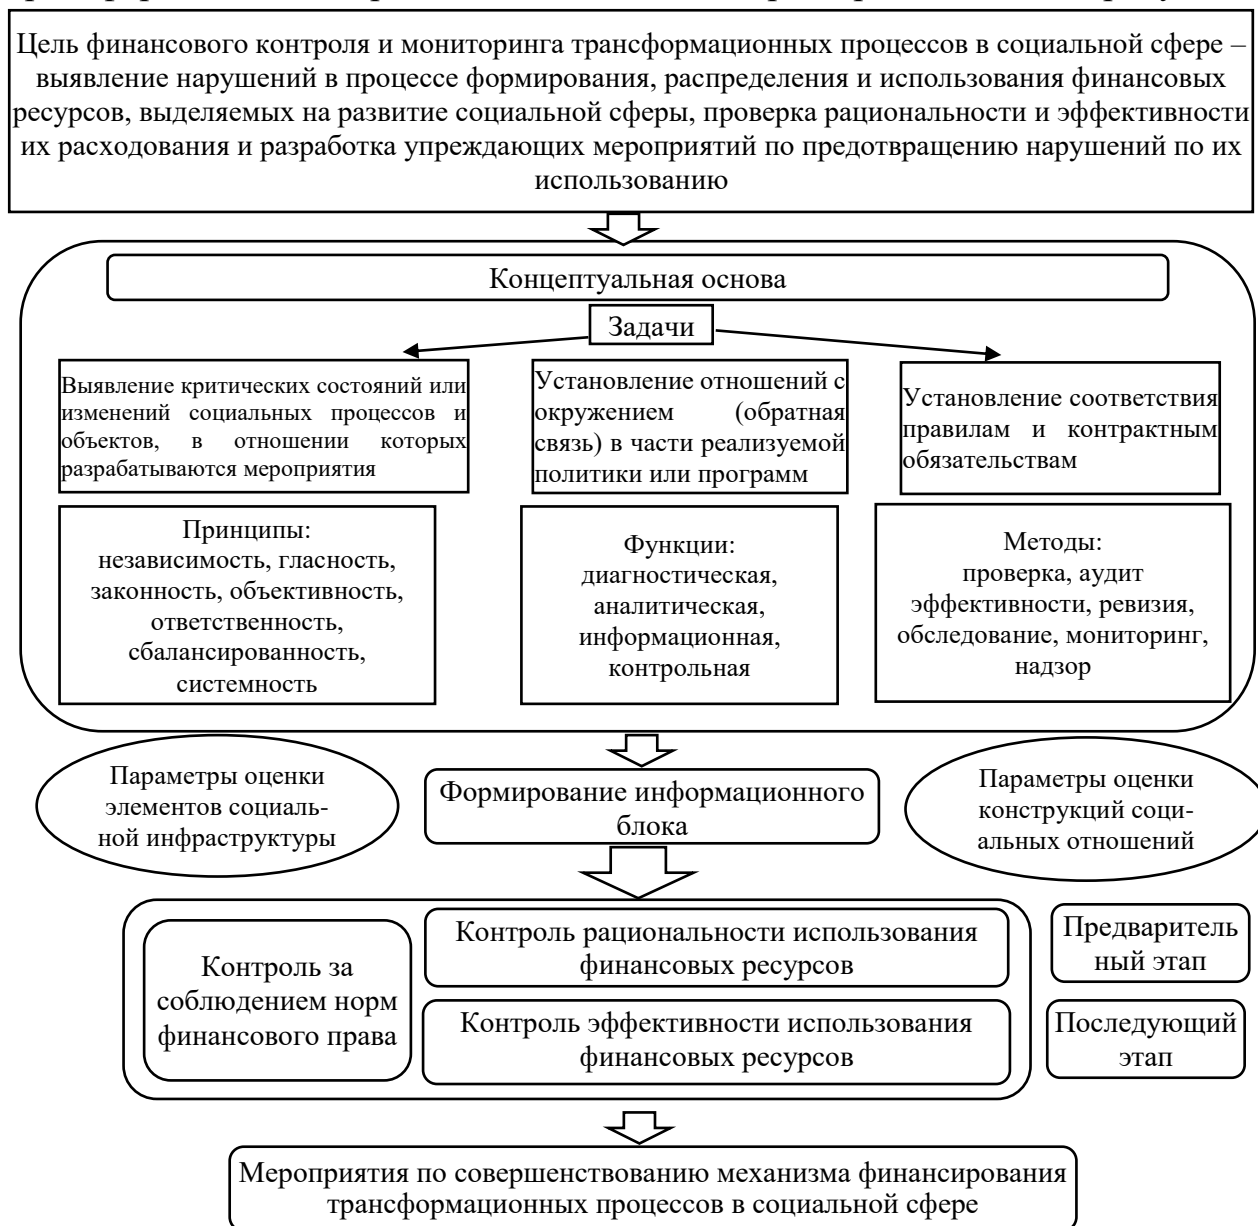 Цель финансового контроля и мониторинга трансформационных процессов в социальной сфере –
выявление нарушений в процессе формирования, распределения и использования финансовых
ресурсов, выделяемых на развитие социальной сферы, проверка рациональности и эффективности
их расходования и разработка упреждающих мероприятий по предотвращению нарушений по их
использованию
Концептуальная основа
Задачи
Выявление критических состояний или
изменений социальных процессов и
объектов, в отношении которых
разрабатываются мероприятия
Установление отношений с
окружением (обратная
связь) в части реализуемой
политики или программ
Установление соответствия
правилам и контрактным
обязательствам
Принципы:
независимость, гласность,
законность, объективность,
ответственность,
сбалансированность,
системность
Функции:
диагностическая,
аналитическая,
информационная,
контрольная
Методы:
проверка, аудит
эффективности, ревизия,
обследование, мониторинг,
надзор
Параметры оценки
элементов социаль-
ной инфраструктуры
Формирование информационного
блока
Параметры оценки
конструкций соци-
альных отношений
Контроль за
соблюдением норм
финансового права
Контроль рациональности использования
финансовых ресурсов
Контроль эффективности использования
финансовых ресурсов
Предваритель
ный этап
Последующий
этап
Мероприятия по совершенствованию механизма финансирования
трансформационных процессов в социальной сфере